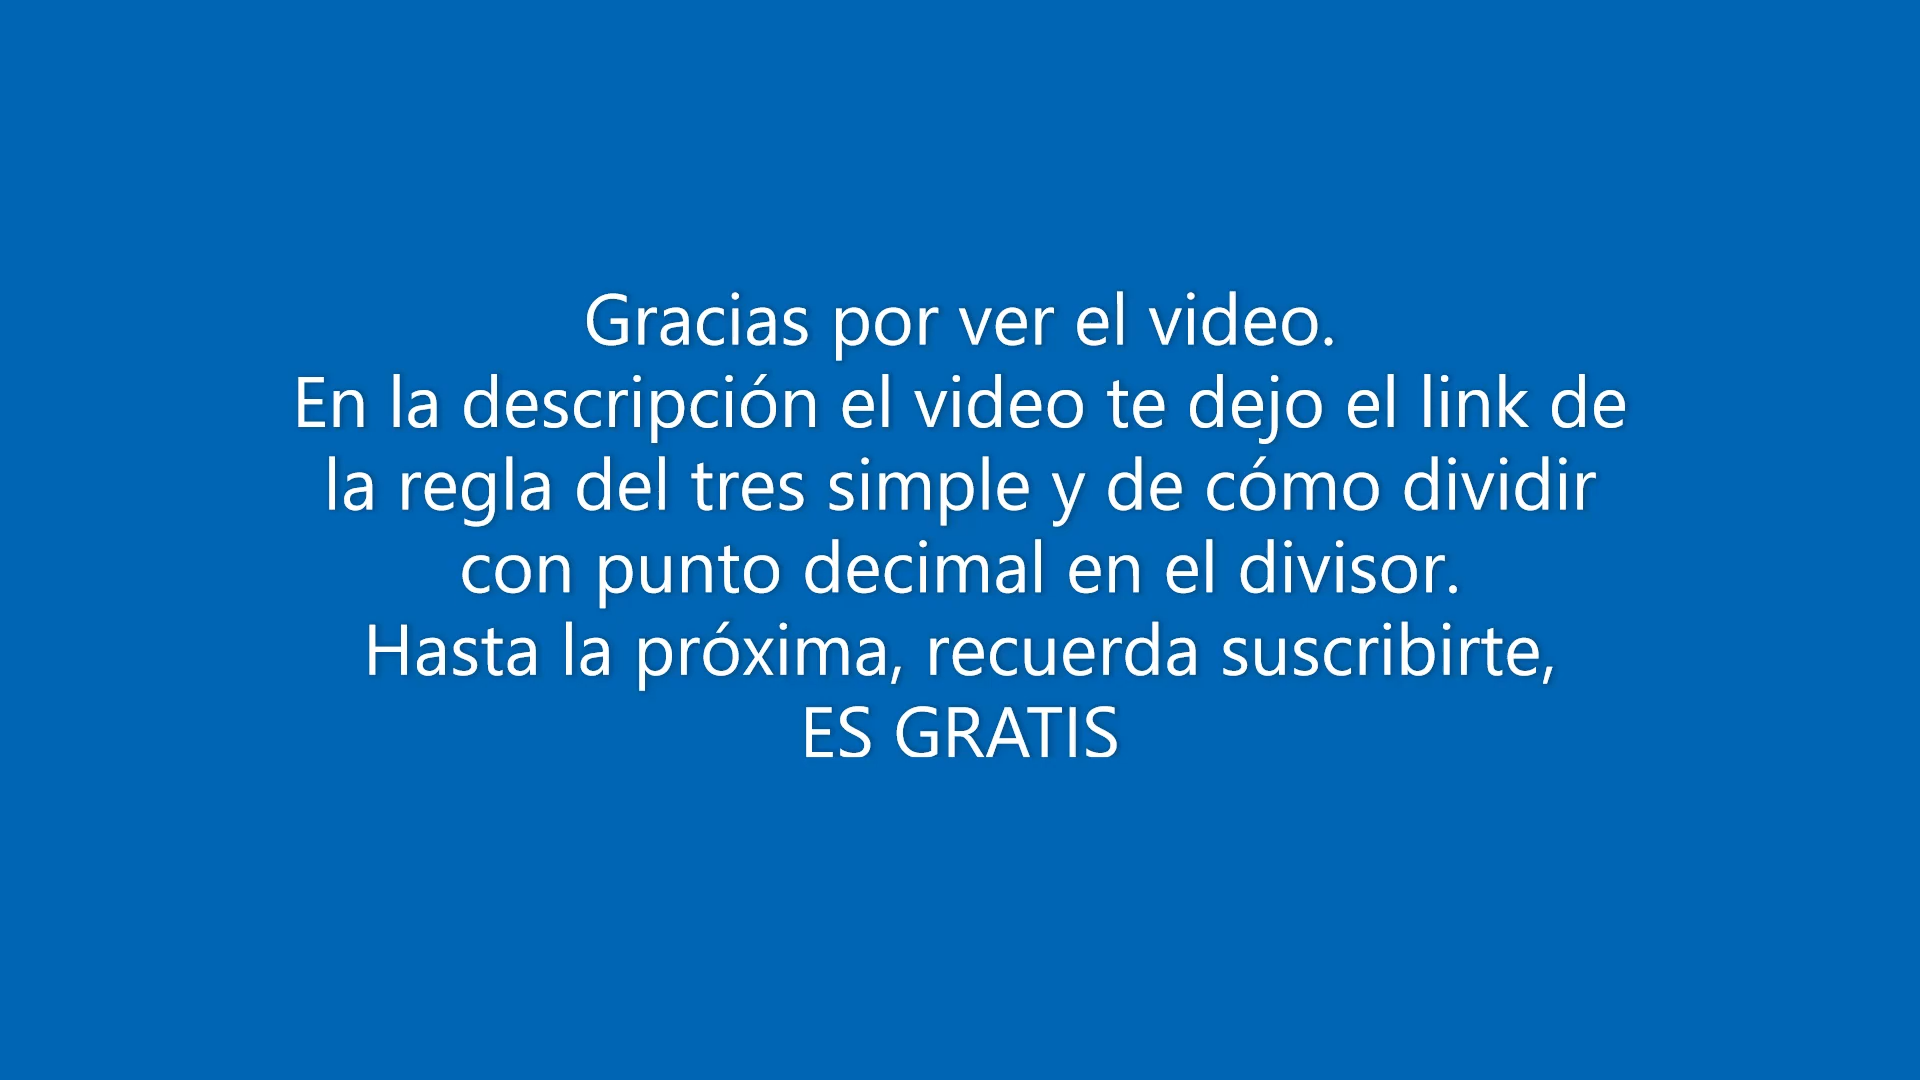 Gracias por ver el video.
En la descripción el video te dejo el link de
la regla del tres simple y de cómo dividir
con punto decimal en el divisor.
Hasta la próxima, recuerda suscribirte,
ES GRATIS